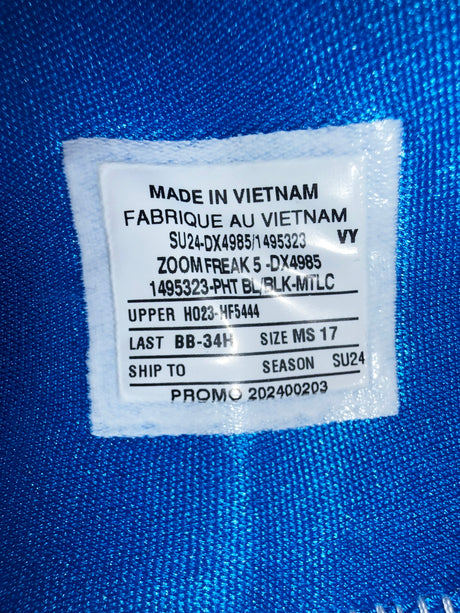 MADE IN VIETNAM
FABRIQUE AU VIETNAM
SU24-DX4985/1495323 VY
ZOOM FREAK 5 -DX4985
1495323-PHT BL/BLK-MTLC
UPPER HO23-HF5444
LAST BB-34H SIZE MS 17
SHIP TO SEASON SU24
PROMO 202400203